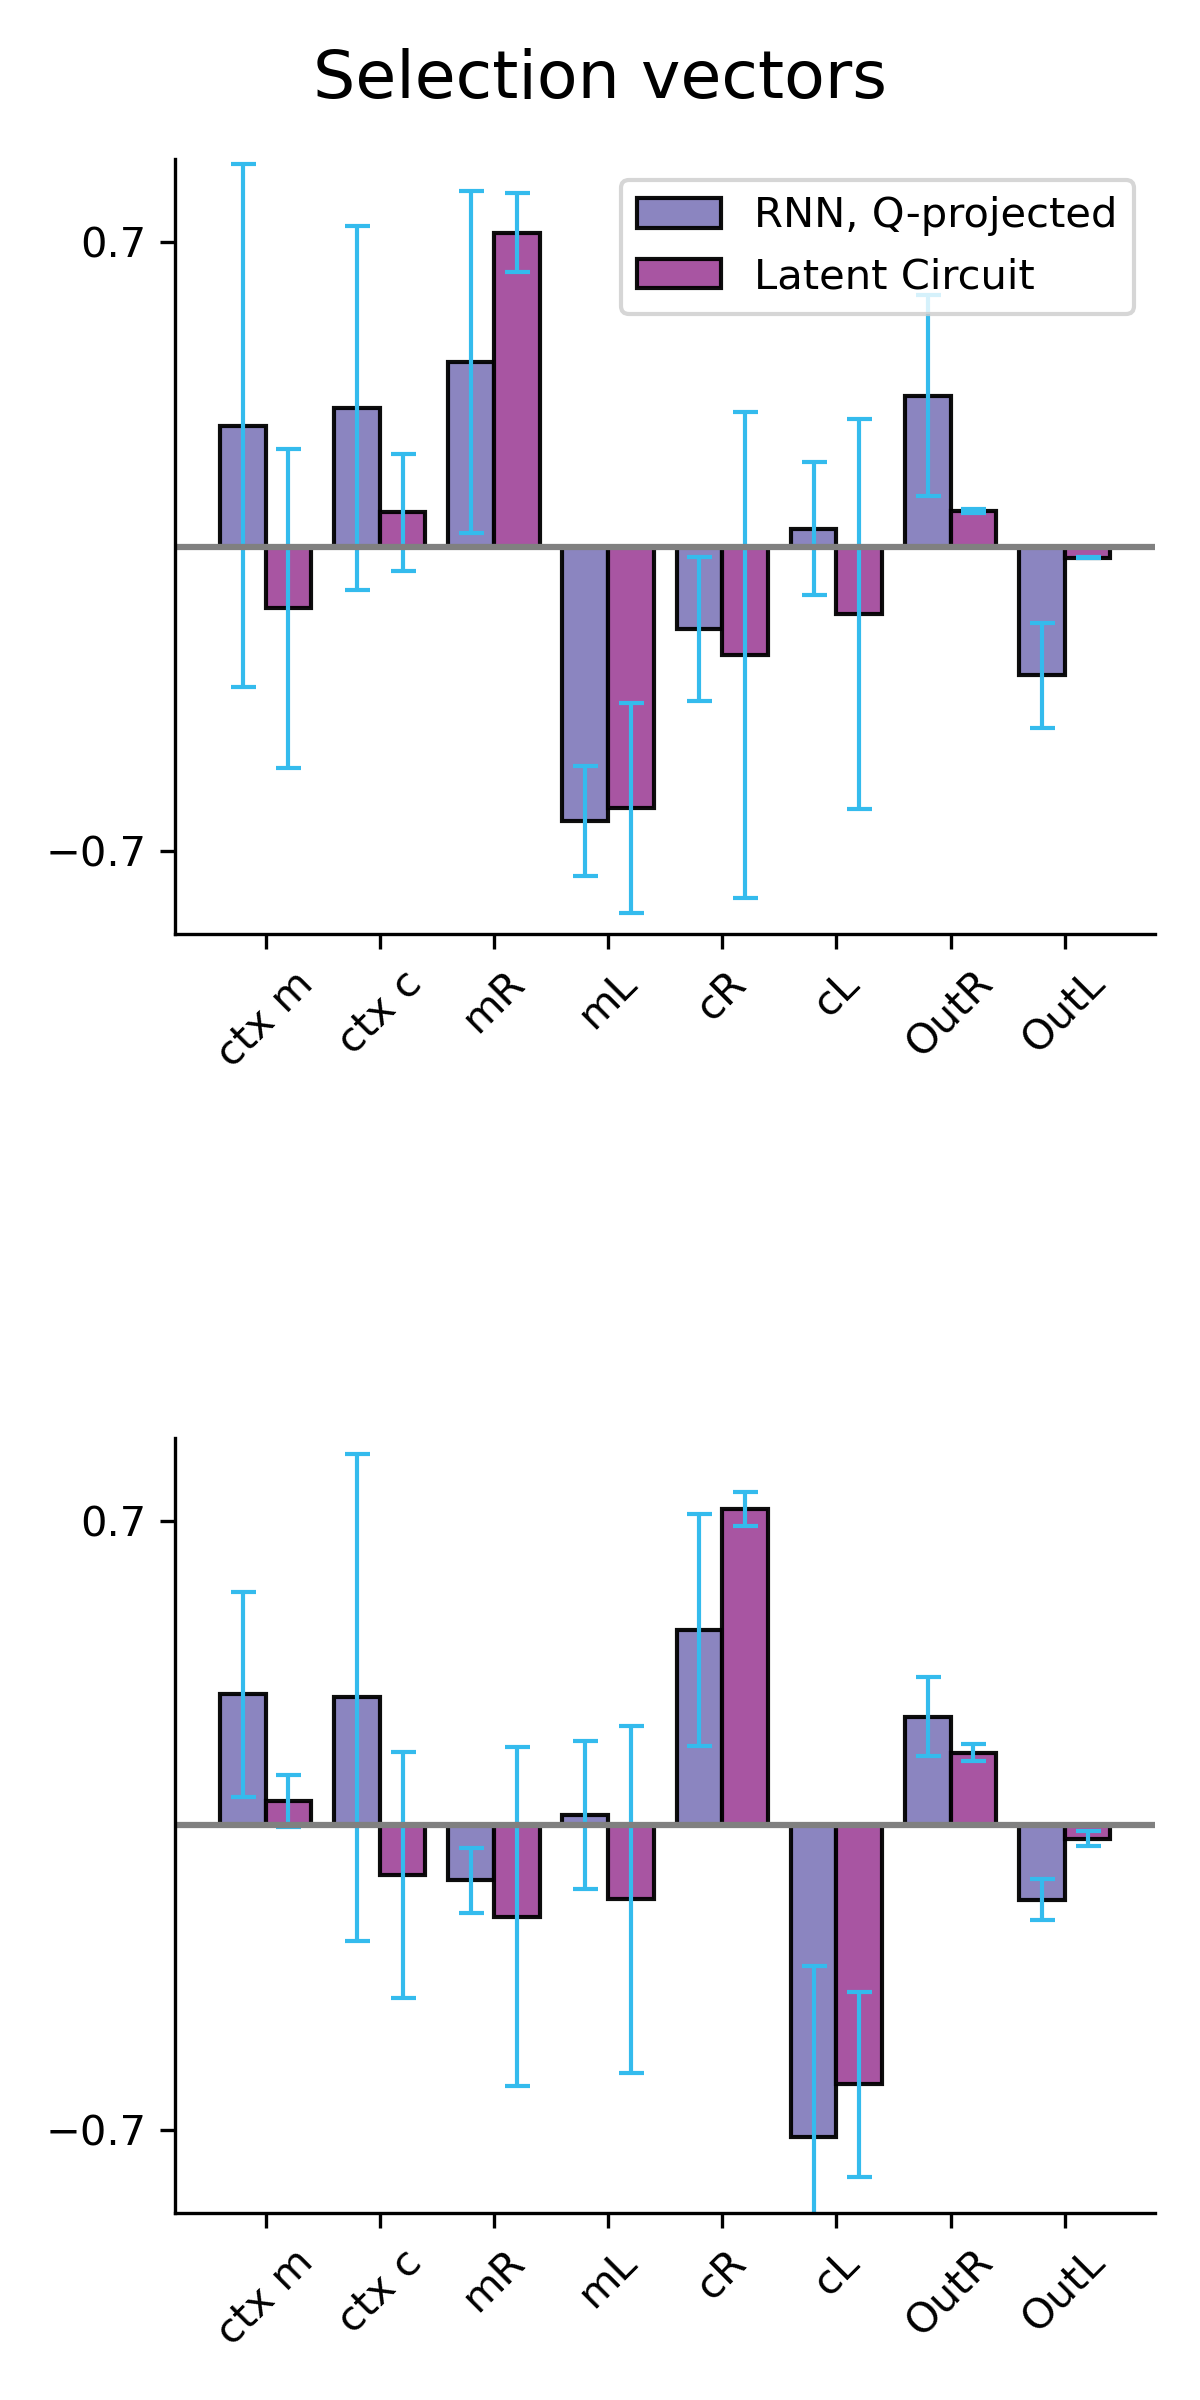 Selection vectors
RNN, Q-projected
Latent Circuit
0.7
−0.7
ctx m
ctx c
mR
mL
cR
cL
OutR
OutL
0.7
−0.7
ctx m
ctx c
mR
mL
cR
cL
OutR
OutL